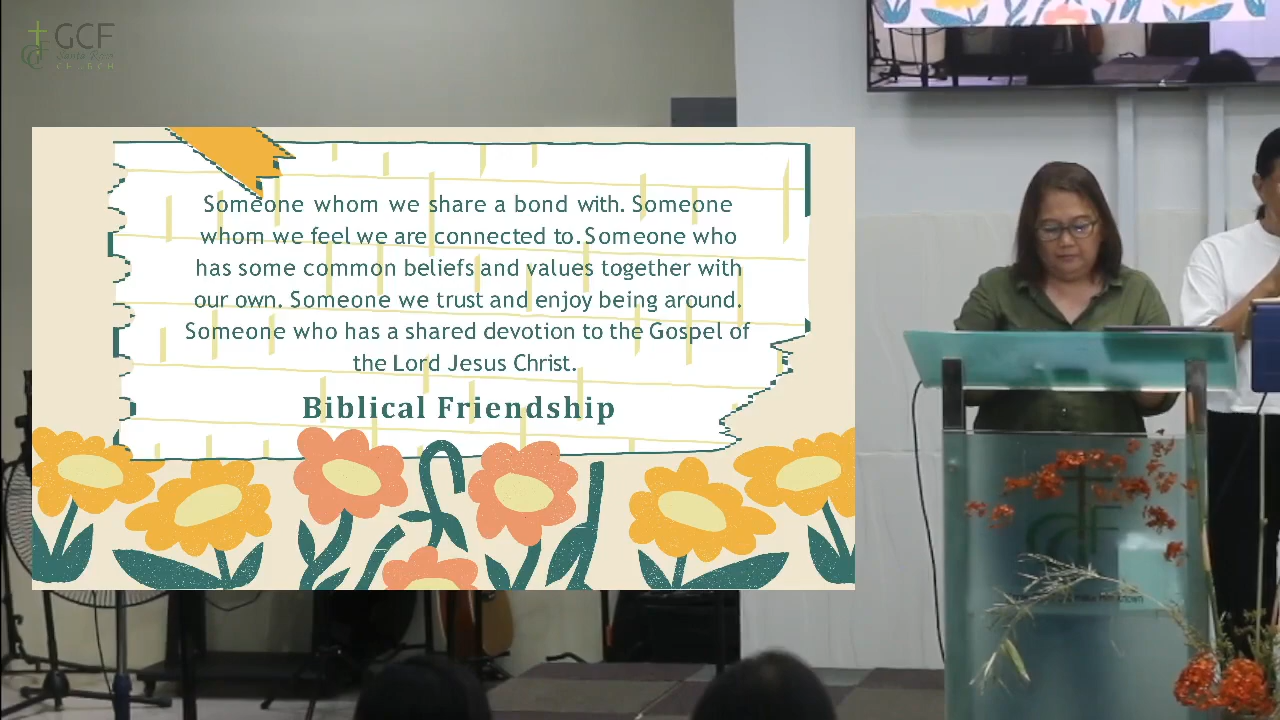 GCF
CHURCH
Someone whom we share a bond with. Someone
whom we feel we are connected to. Someone who
has some common beliefs and values together with
our own. Someone we trust and enjoy being around.
Someone who has a shared devotion to the Gospel of
the Lord Jesus Christ.
Biblical Friendship
GCF